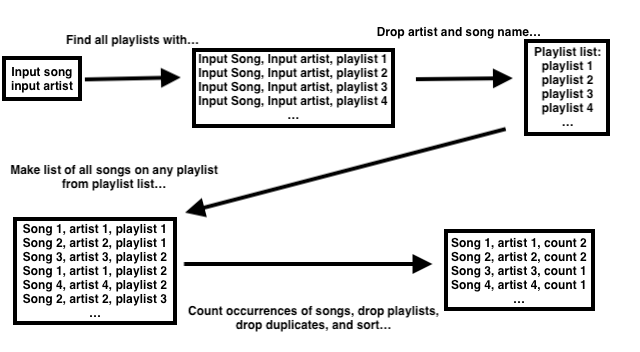 Find all playlists with...
Drop artist and song name...
Input song
input artist
Input Song, Input artist, playlist 1
Input Song, Input artist, playlist 2
Input Song, Input artist, playlist 3
Input Song, Input artist, playlist 4
...
Playlist list:
playlist 1
playlist 2
playlist 3
playlist 4
...
Make list of all songs on any playlist
from playlist list...
Song 1, artist 1, playlist 1
Song 2, artist 2, playlist 1
Song 3, artist 3, playlist 2
Song 1, artist 1, playlist 2
Song 4, artist 4, playlist 2
Song 2, artist 2, playlist 3
...
Count occurrences of songs, drop playlists,
drop duplicates, and sort...
Song 1, artist 1, count 2
Song 2, artist 2, count 2
Song 3, artist 3, count 1
Song 4, artist 4, count 1
...